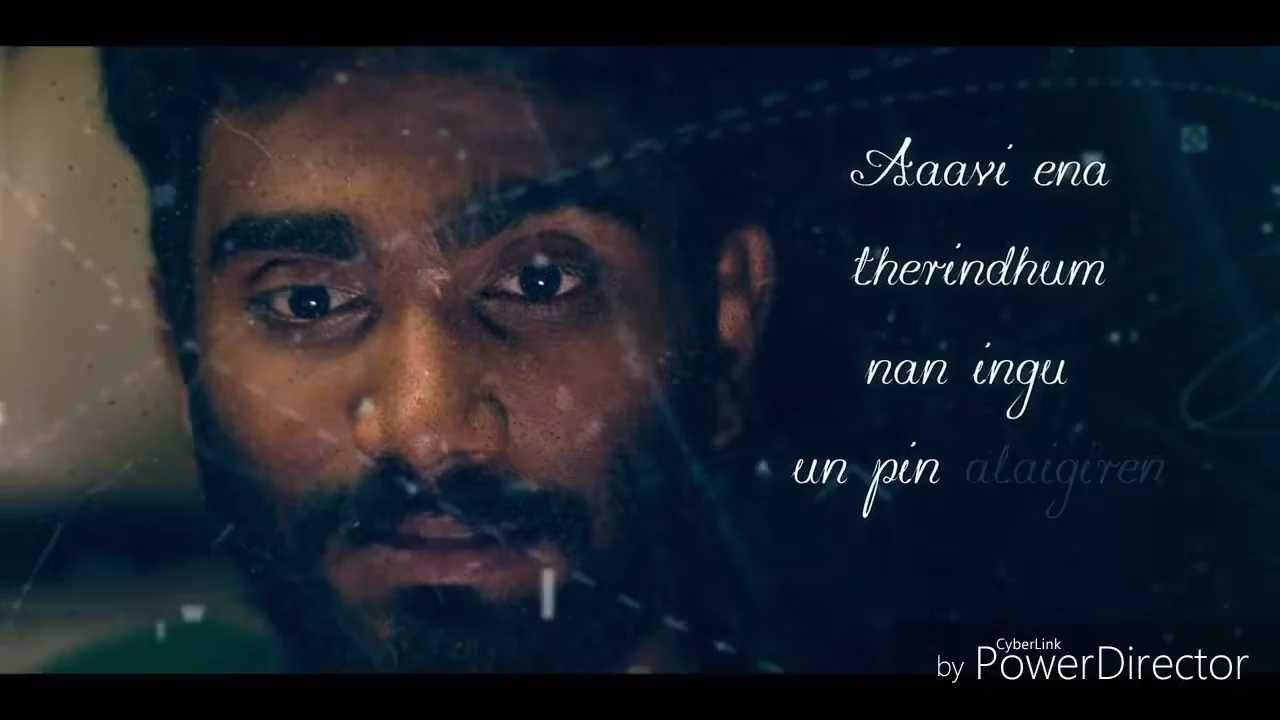 Aaavi ena
therindhum
nan ingu
un pin alaigiren
CyberLink
by PowerDirector